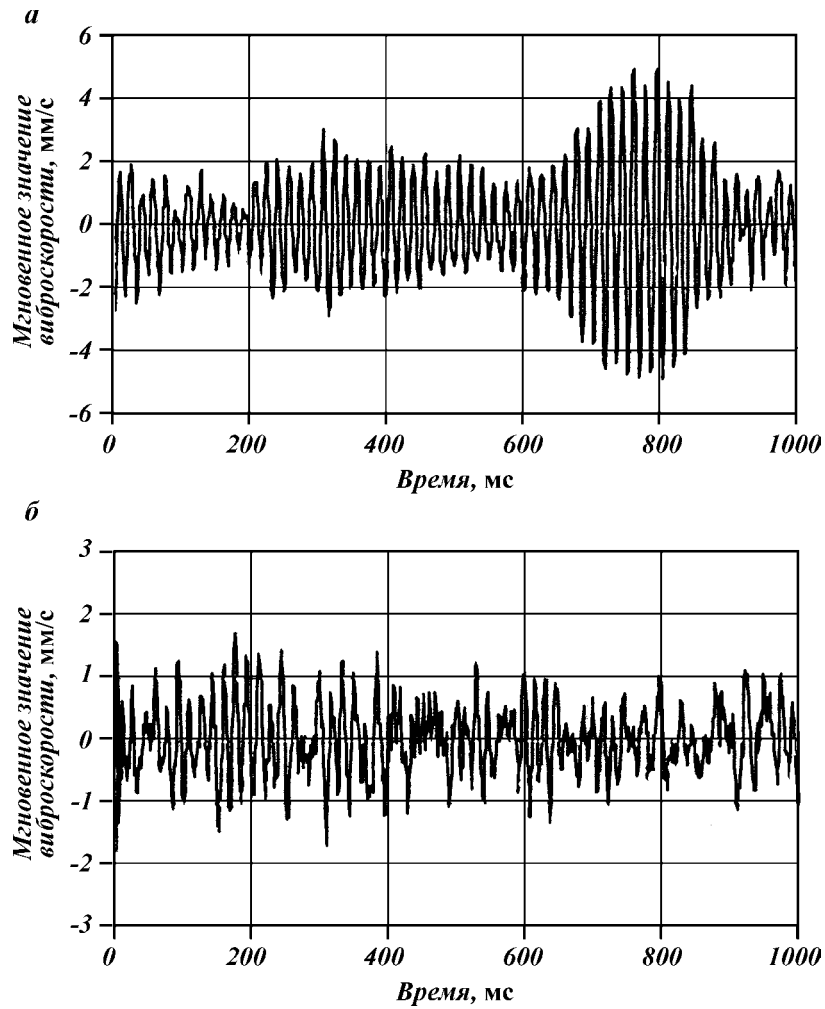 а
6
4
2
0
-2
-4
-6
Мгновенное значение
виброскорости, мм/с
0 200 400 600 800 1000
Время, мс
б
3
2
1
0
-1
-2
-3
Мгновенное значение
виброскорости, мм/с
0 200 400 600 800 1000
Время, мс